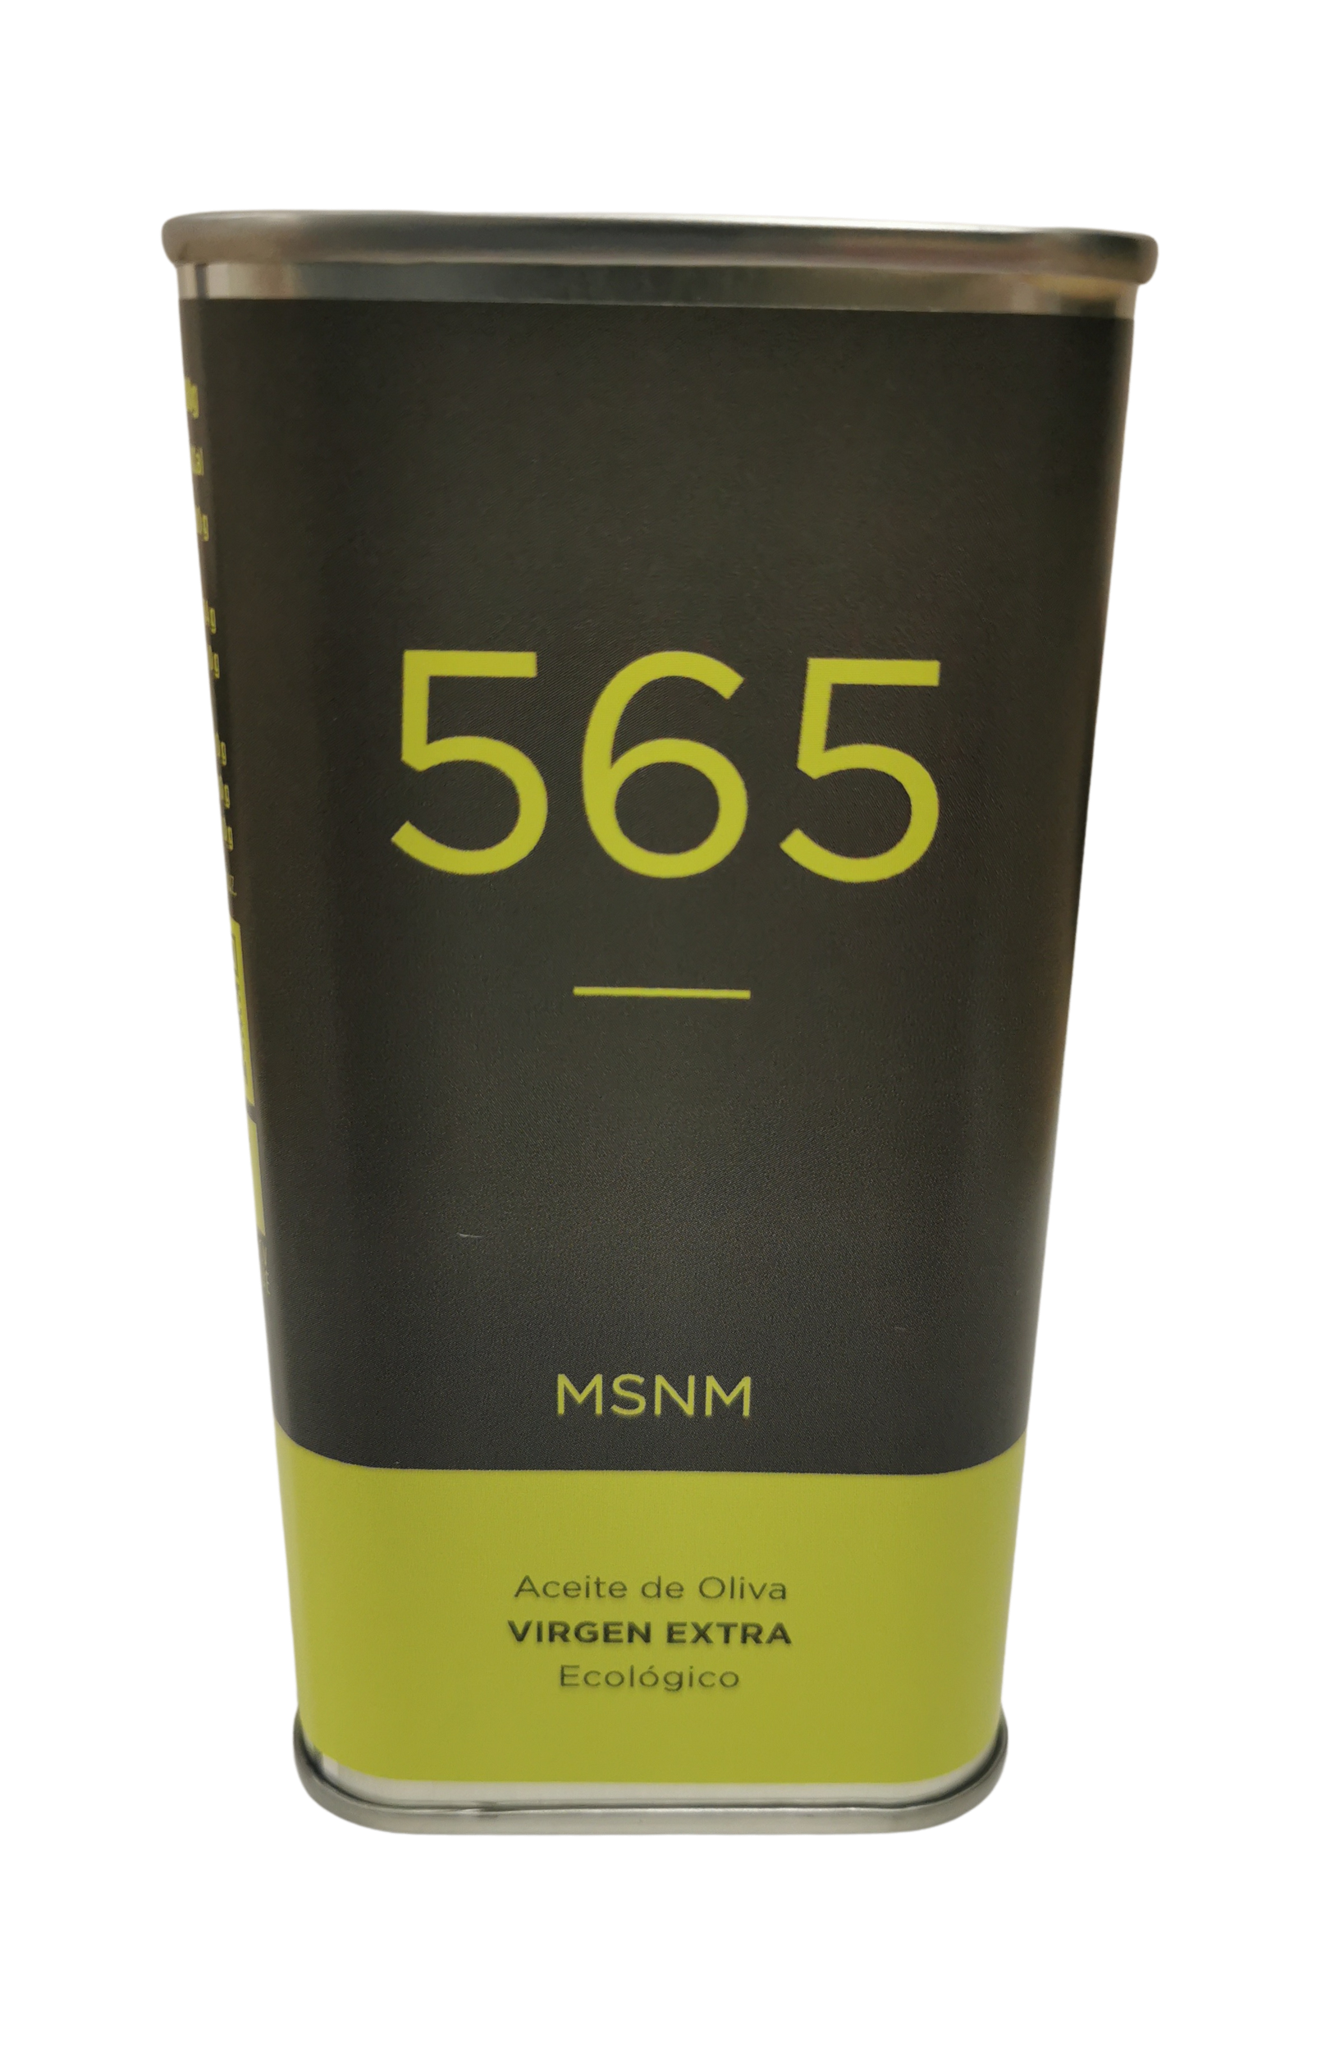 565
MSNM
Aceite de Oliva
VIRGEN EXTRA
Ecológico